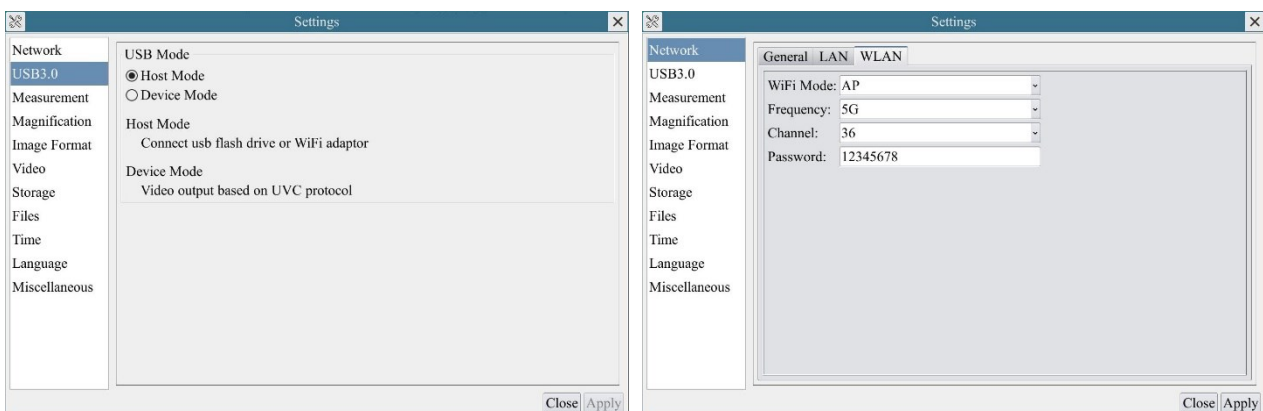 Settings
Network
USB3.0
Measurement
Magnification
Image Format
Video
Storage
Files
Time
Language
Miscellaneous
USB Mode
Host Mode
Device Mode
Host Mode
Connect usb flash drive or WiFi adaptor
Device Mode
Video output based on UVC protocol
Close Apply
Settings
Network
USB3.0
Measurement
Magnification
Image Format
Video
Storage
Files
Time
Language
Miscellaneous
General LAN WLAN
WiFi Mode: AP
Frequency: 5G
Channel: 36
Password: 12345678
Close Apply